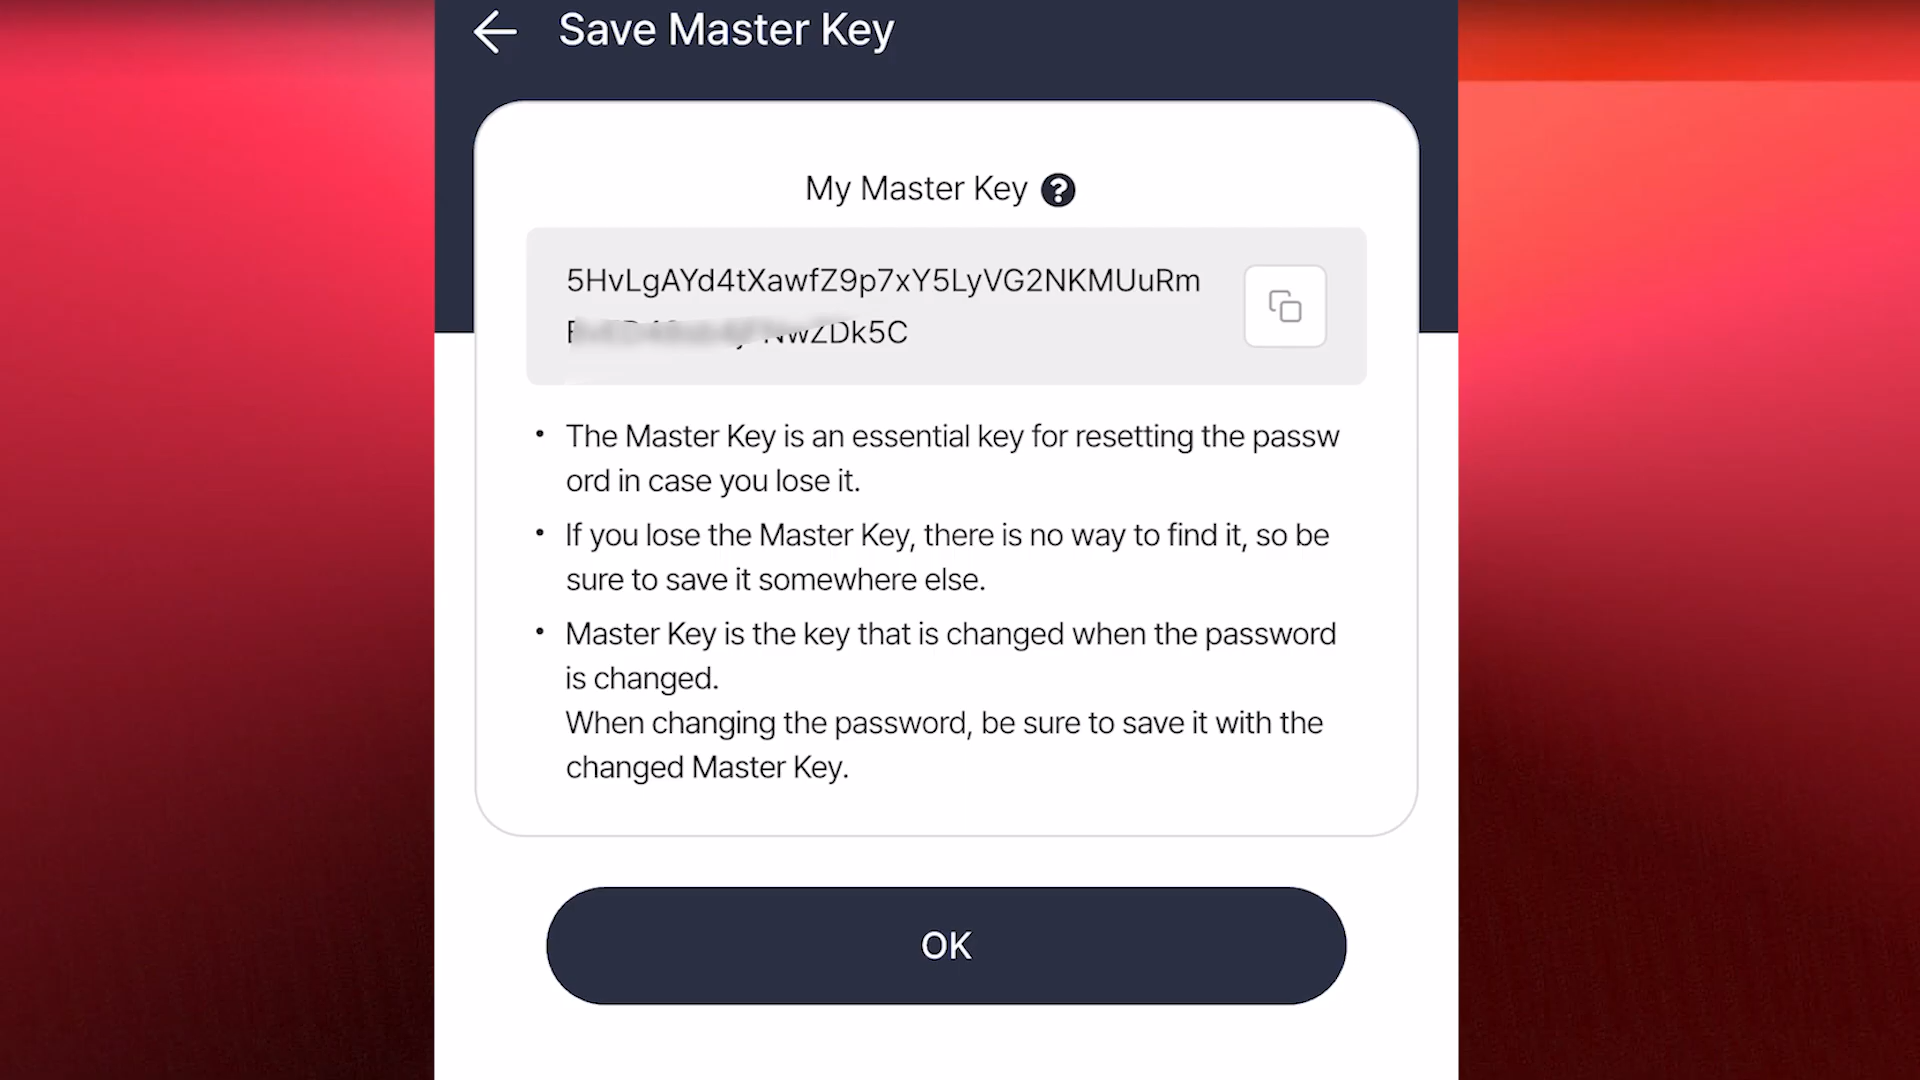 Save Master Key
My Master Key ?
5HvLgAYd4tXawfZ9p7xY5LyVG2NKMUuRm
• The Master Key is an essential key for resetting the passw
ord in case you lose it.
• If you lose the Master Key, there is no way to find it, so be
sure to save it somewhere else.
• Master Key is the key that is changed when the password
is changed.
When changing the password, be sure to save it with the
changed Master Key.
OK